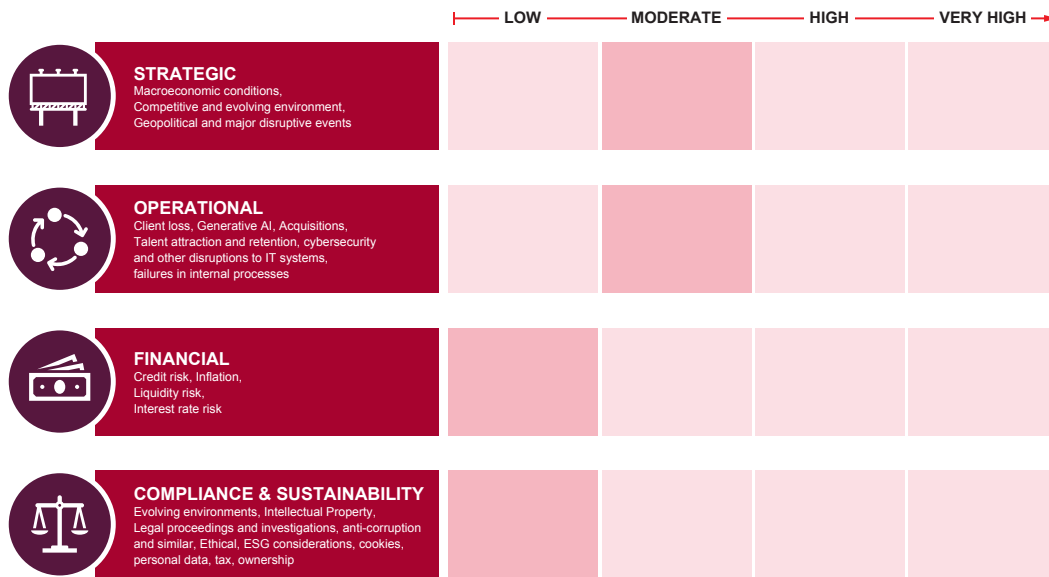 LOW MODERATE HIGH VERY HIGH
STRATEGIC
Macroeconomic conditions,
Competitive and evolving environment,
Geopolitical and major disruptive events
OPERATIONAL
Client loss, Generative AI, Acquisitions,
Talent attraction and retention, cybersecurity
and other disruptions to IT systems,
failures in internal processes
FINANCIAL
Credit risk, Inflation,
Liquidity risk,
Interest rate risk
COMPLIANCE & SUSTAINABILITY
Evolving environments, Intellectual Property,
Legal proceedings and investigations, anti-corruption
and similar, Ethical, ESG considerations, cookies,
personal data, tax, ownership